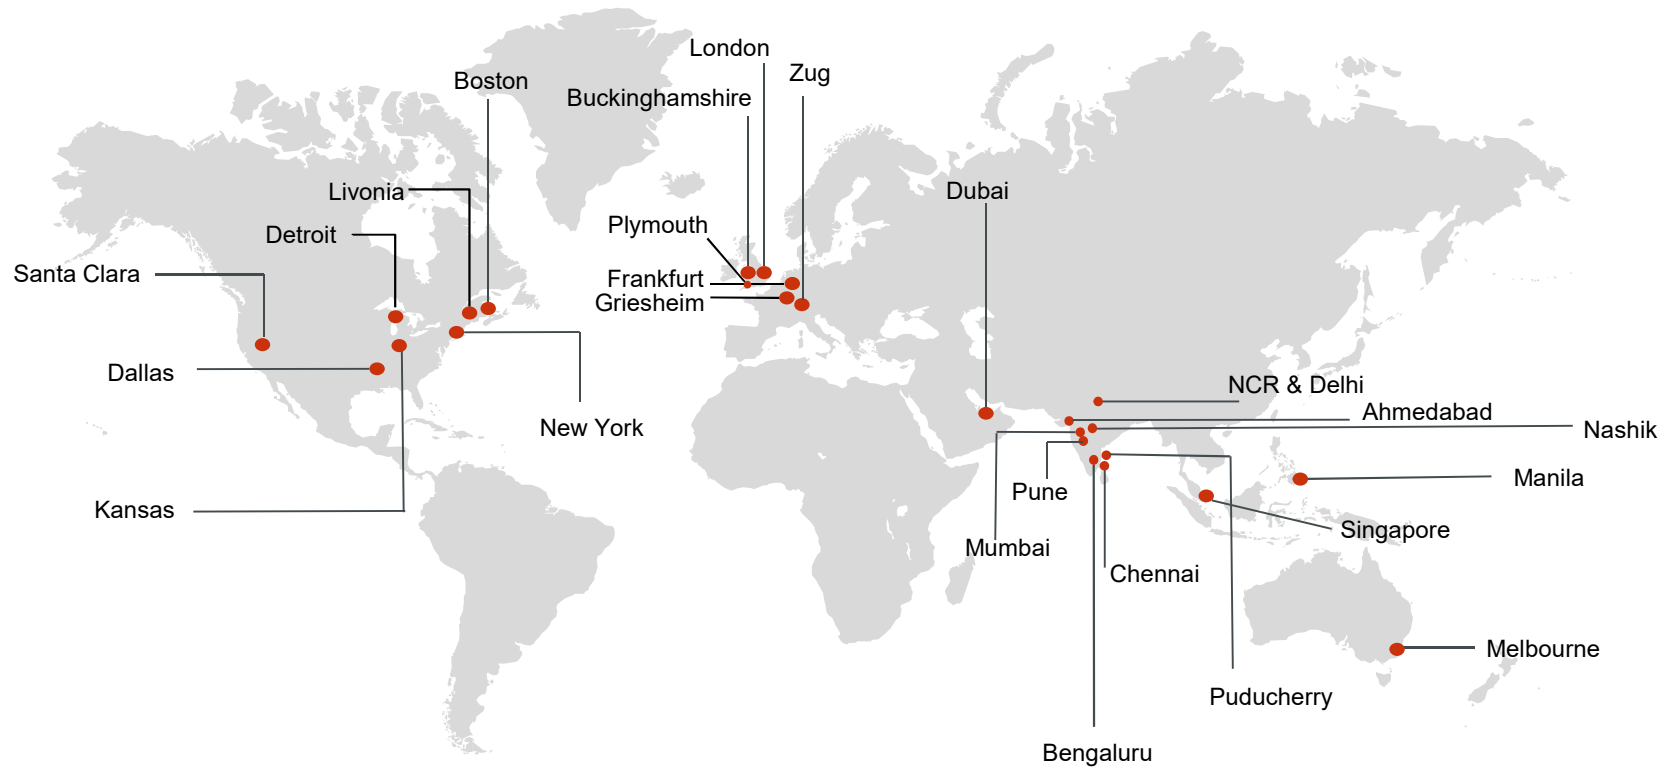 London
Zug
Boston
Buckinghamshire
Livonia
Dubai
Plymouth
Detroit
Santa Clara
Frankfurt
Griesheim
Dallas
NCR & Delhi
Ahmedabad
New York
Nashik
Manila
Pune
Kansas
Singapore
Mumbai
Chennai
Melbourne
Puducherry
Bengaluru